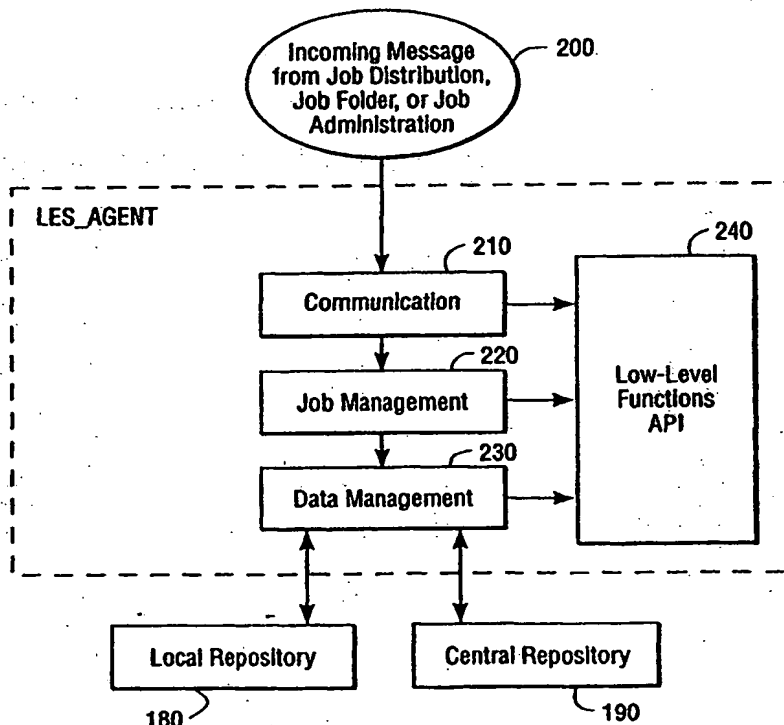 Incoming Message
from Job Distribution,
Job Folder, or Job
Administration
200
LES_AGENT
210
Communication
220
Job Management
230
Data Management
240
Low-Level
Functions
API
Local Repository
180
Central Repository
190